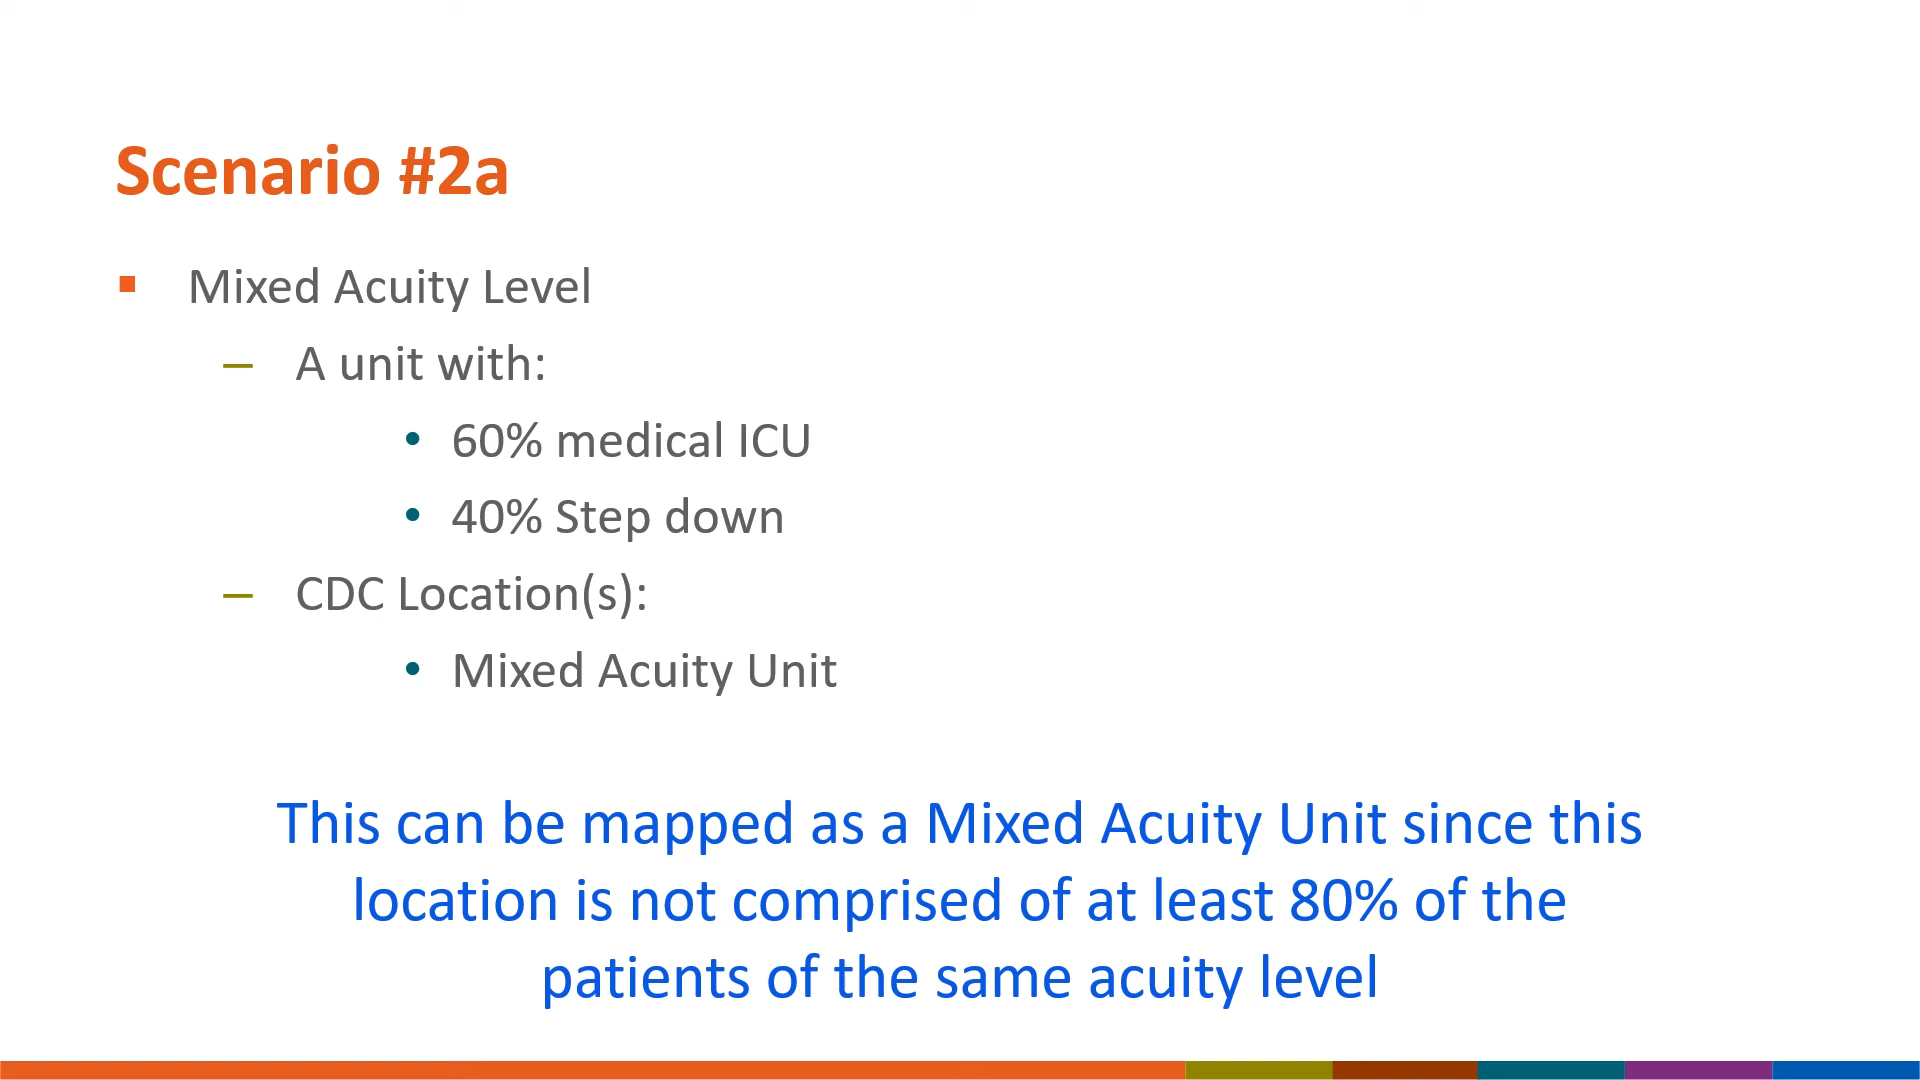 Scenario #2a
▪ Mixed Acuity Level
– A unit with:
• 60% medical ICU
• 40% Step down
– CDC Location(s):
• Mixed Acuity Unit
This can be mapped as a Mixed Acuity Unit since this
location is not comprised of at least 80% of the
patients of the same acuity level